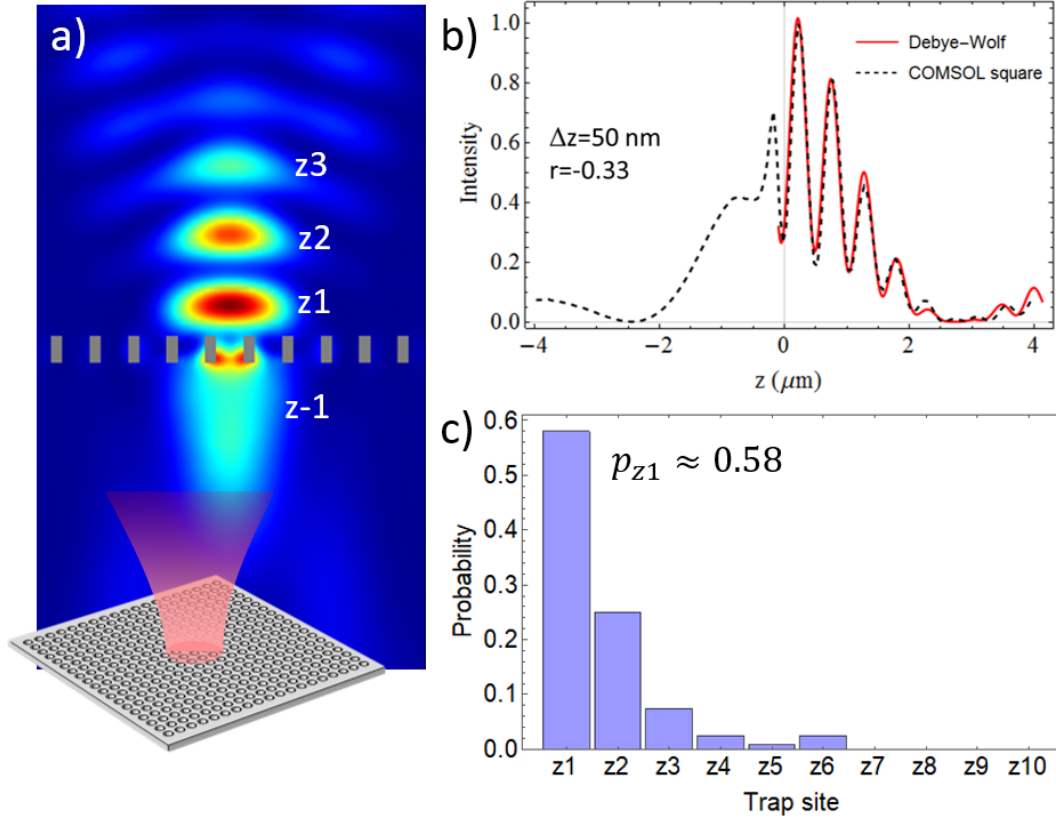 a)
z3
z2
z1
z-1
b)
Intensity
1.0
0.8
0.6
0.4
0.2
0.0
Δz=50 nm
r=-0.33
Debye-Wolf
COMSOL square
-4
-2
0
2
4
z (μm)
c)
p_{z1} ≈ 0.58
Probability
0.6
0.5
0.4
0.3
0.2
0.1
0.0
z1 z2 z3 z4 z5 z6 z7 z8 z9 z10
Trap site